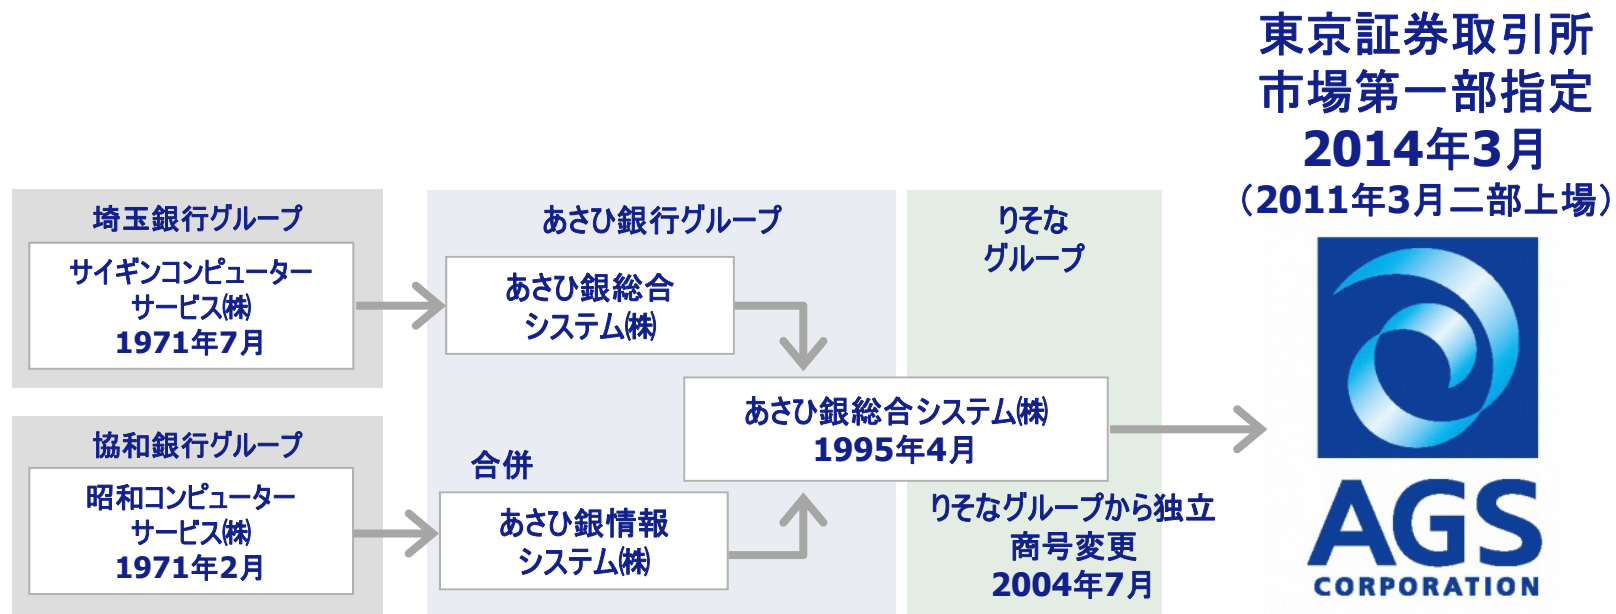 東京証券取引所
市場第一部指定
2014年3月
（2011年3月二部上場）
埼玉銀行グループ
サイギンコンピューター
サービス㈱
1971年7月
協和銀行グループ
昭和コンピューター
サービス㈱
1971年2月
あさひ銀行グループ
あさひ銀総合
システム㈱
合併
あさひ銀情報
システム㈱
りそな
グループ
あさひ銀総合システム㈱
1995年4月
りそなグループから独立
商号変更
2004年7月
AGS
CORPORATION